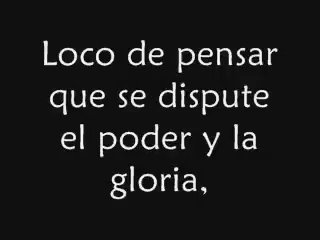 Loco de pensar
que se dispute
el poder y la
gloria,